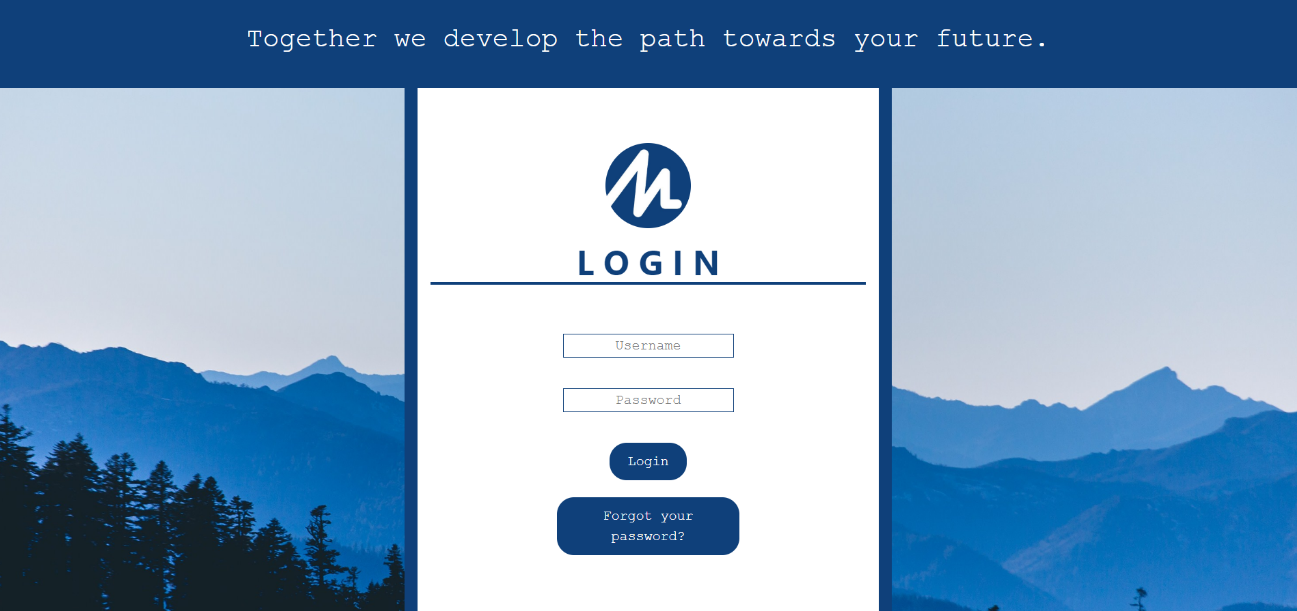 Together we develop the path towards your future.
LOGIN
Username
Password
Login
Forgot your
password?